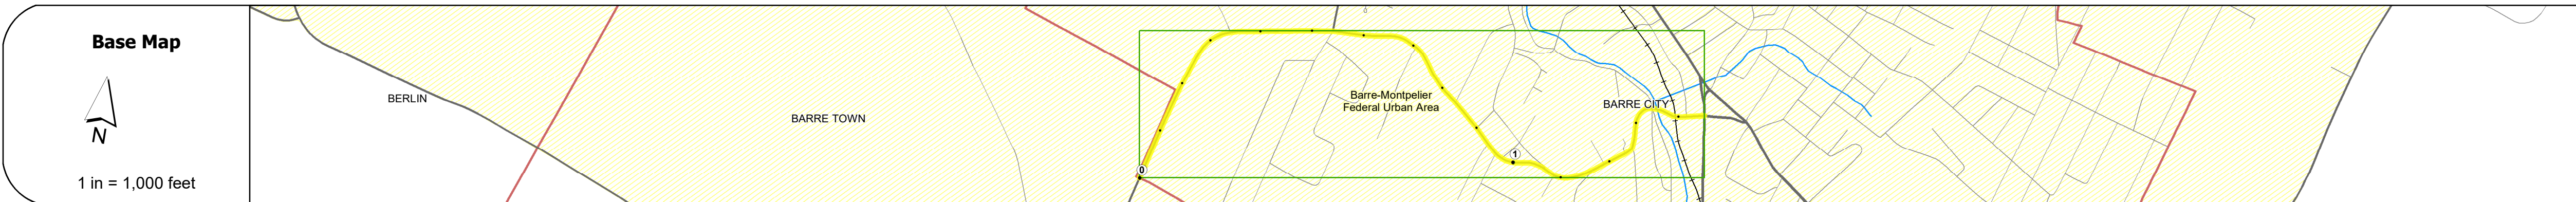 Base Map
N
1 in = 1,000 feet
BERLIN
BARRE TOWN
0
Barre-Montpelier
Federal Urban Area
1
BARRE CITY